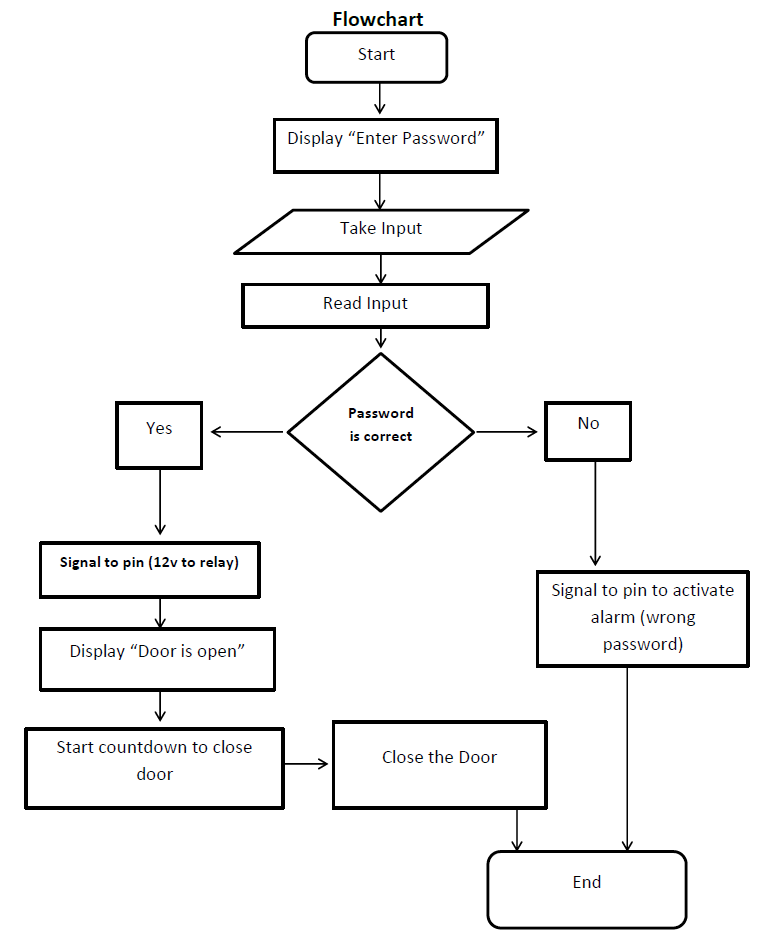 Flowchart
Start
Display “Enter Password”
Take Input
Read Input
Password
is correct
Yes
No
Signal to pin (12v to relay)
Signal to pin to activate
alarm (wrong
password)
Display “Door is open”
Start countdown to close
door
Close the Door
End